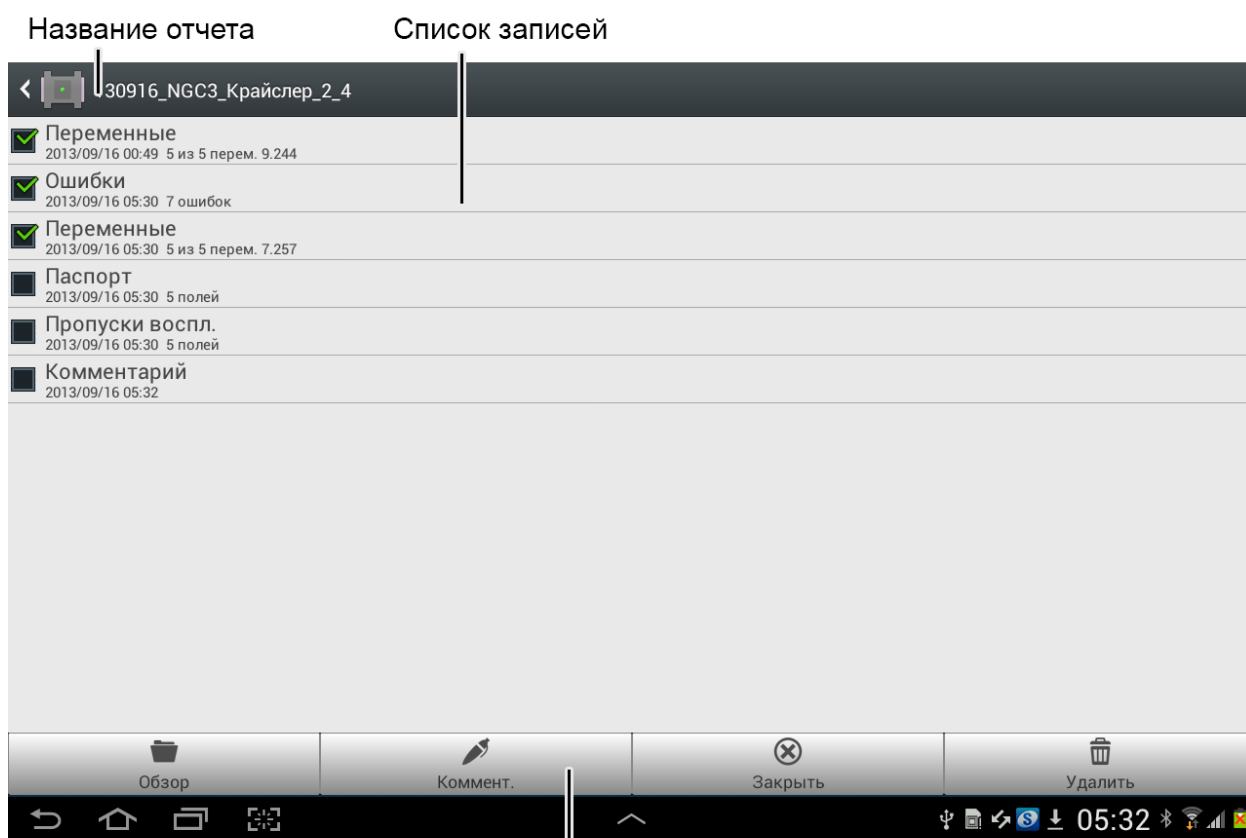 Название отчета
Список записей
30916_NGC3_Крайслер_2_4
Переменные
2013/09/16 00:49 5 из 5 перем. 9.244
Ошибки
2013/09/16 05:30 7 ошибок
Переменные
2013/09/16 05:30 5 из 5 перем. 7.257
Паспорт
2013/09/16 05:30 5 полей
Пропуски воспл.
2013/09/16 05:30 5 полей
Комментарий
2013/09/16 05:32
Обзор
Коммент.
Закрыть
Удалить
05:32